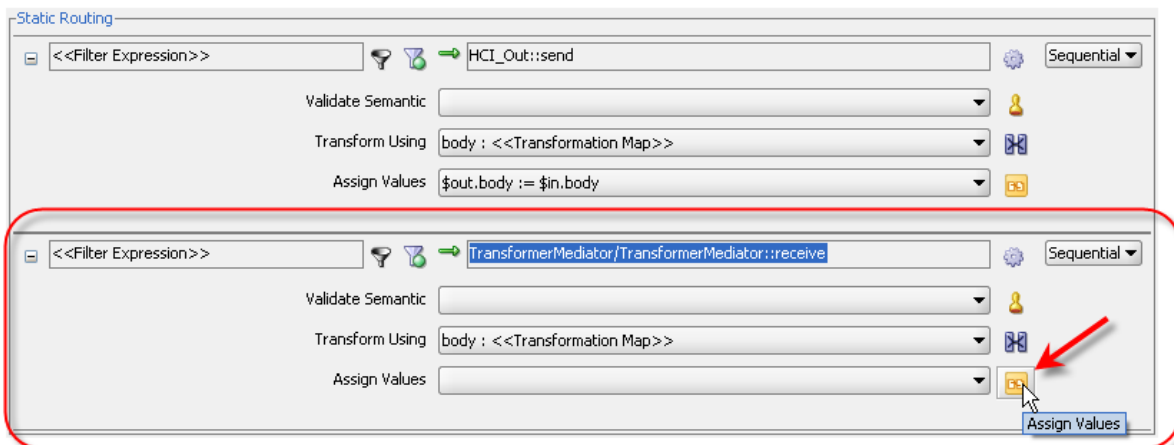 Static Routing
<<Filter Expression>> HCI_Out::send Sequential
Validate Semantic
Transform Using body : <<Transformation Map>>
Assign Values $out.body := $in.body
<<Filter Expression>> TransformerMediator/TransformerMediator::receive Sequential
Validate Semantic
Transform Using body : <<Transformation Map>>
Assign Values
Assign Values